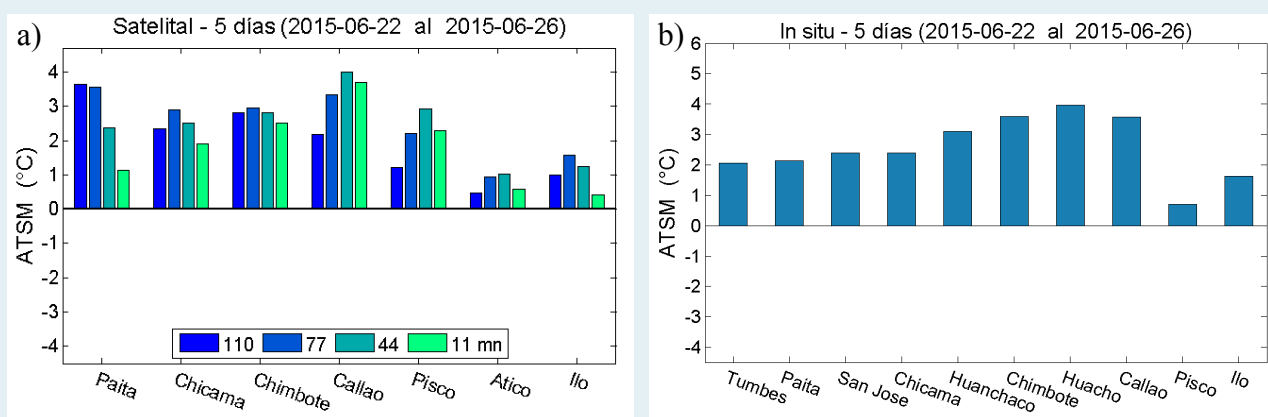 a)
Satelital - 5 días (2015-06-22 al 2015-06-26)
ATSM (°C)
4
3
2
1
0
-1
-2
-3
-4
110 77 44 11 mn
Paita Chicama Chimbote Callao Pisco Atico Ilo
b)
In situ - 5 días (2015-06-22 al 2015-06-26)
ATSM (°C)
6
5
4
3
2
1
0
-1
-2
-3
-4
Tumbes Paita San Jose Chicama Huanchaco Chimbote Huacho Callao Pisco Ilo